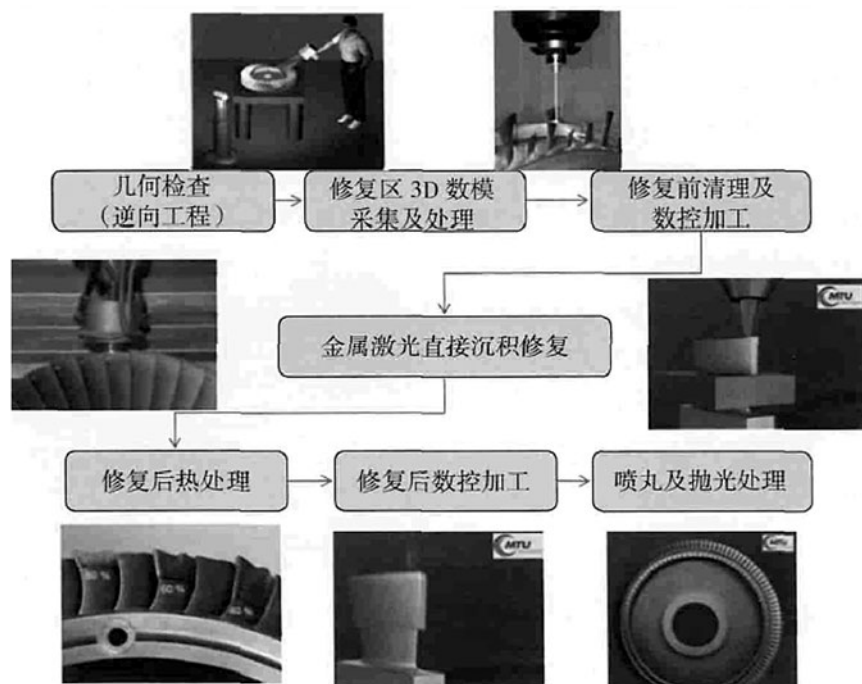 几何检查
（逆向工程）
修复区 3D 数模
采集及处理
修复前清理及
数控加工
MTU
金属激光直接沉积修复
修复后热处理
修复后数控加工
喷丸及抛光处理
60 %
MTU
MTU